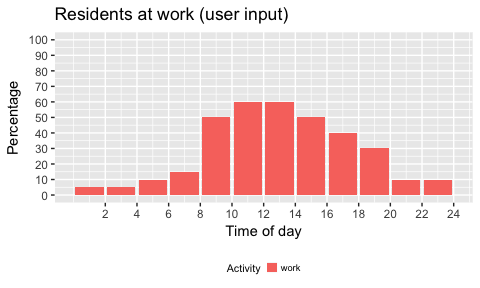 Residents at work (user input)
Percentage
100
90
80
70
60
50
40
30
20
10
0
2 4 6 8 10 12 14 16 18 20 22 24
Time of day
Activity work